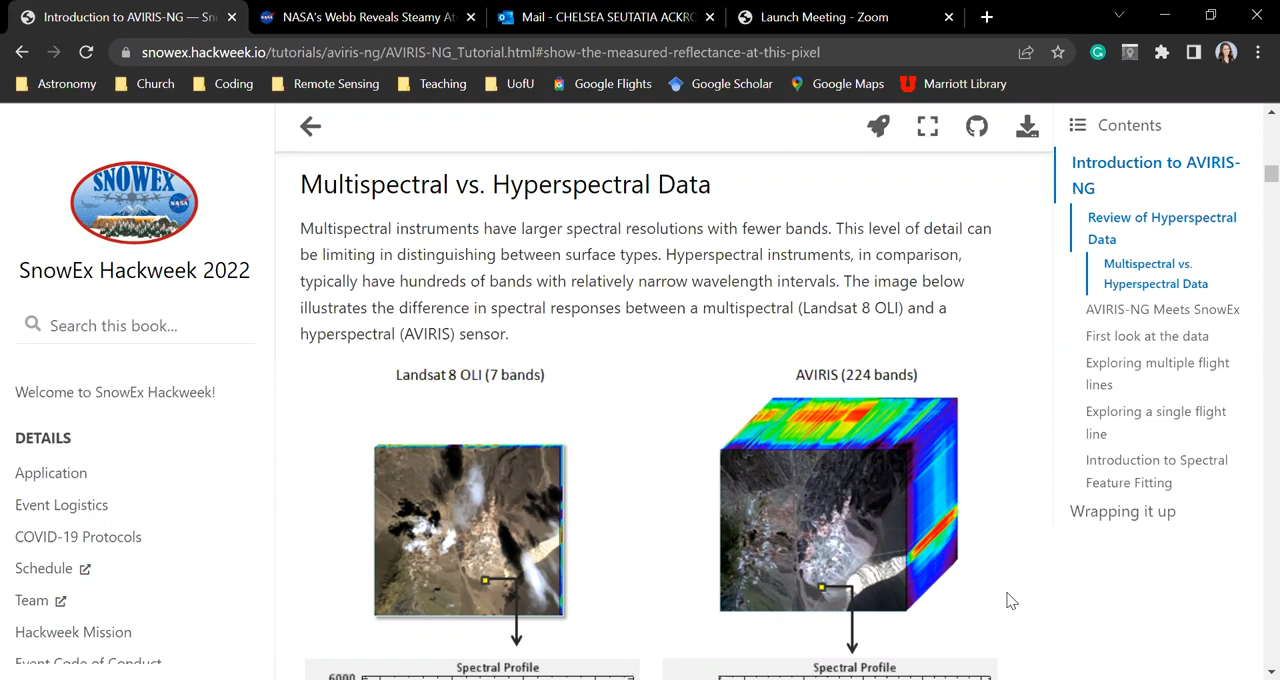 Introduction to AVIRIS-NG — Sn
NASA's Webb Reveals Steamy At
Mail - CHELSEA SEUTATIA ACKRO
Launch Meeting - Zoom
snowex.hackweek.io/tutorials/aviris-ng/AVIRIS-NG_Tutorial.html#show-the-measured-reflectance-at-this-pixel
Astronomy Church Coding Remote Sensing Teaching UofU Google Flights Google Scholar Google Maps Marriott Library
SNOWEX
NASA
SnowEx Hackweek 2022
Search this book...
Welcome to SnowEx Hackweek!
DETAILS
Application
Event Logistics
COVID-19 Protocols
Schedule
Team
Hackweek Mission
Event Code of Conduct
Multispectral vs. Hyperspectral Data
Multispectral instruments have larger spectral resolutions with fewer bands. This level of detail can
be limiting in distinguishing between surface types. Hyperspectral instruments, in comparison,
typically have hundreds of bands with relatively narrow wavelength intervals. The image below
illustrates the difference in spectral responses between a multispectral (Landsat 8 OLI) and a
hyperspectral (AVIRIS) sensor.
Landsat 8 OLI (7 bands)
AVIRIS (224 bands)
Spectral Profile
6000
Spectral Profile
Contents
Introduction to AVIRIS-
NG
Review of Hyperspectral
Data
Multispectral vs.
Hyperspectral Data
AVIRIS-NG Meets SnowEx
First look at the data
Exploring multiple flight
lines
Exploring a single flight
line
Introduction to Spectral
Feature Fitting
Wrapping it up